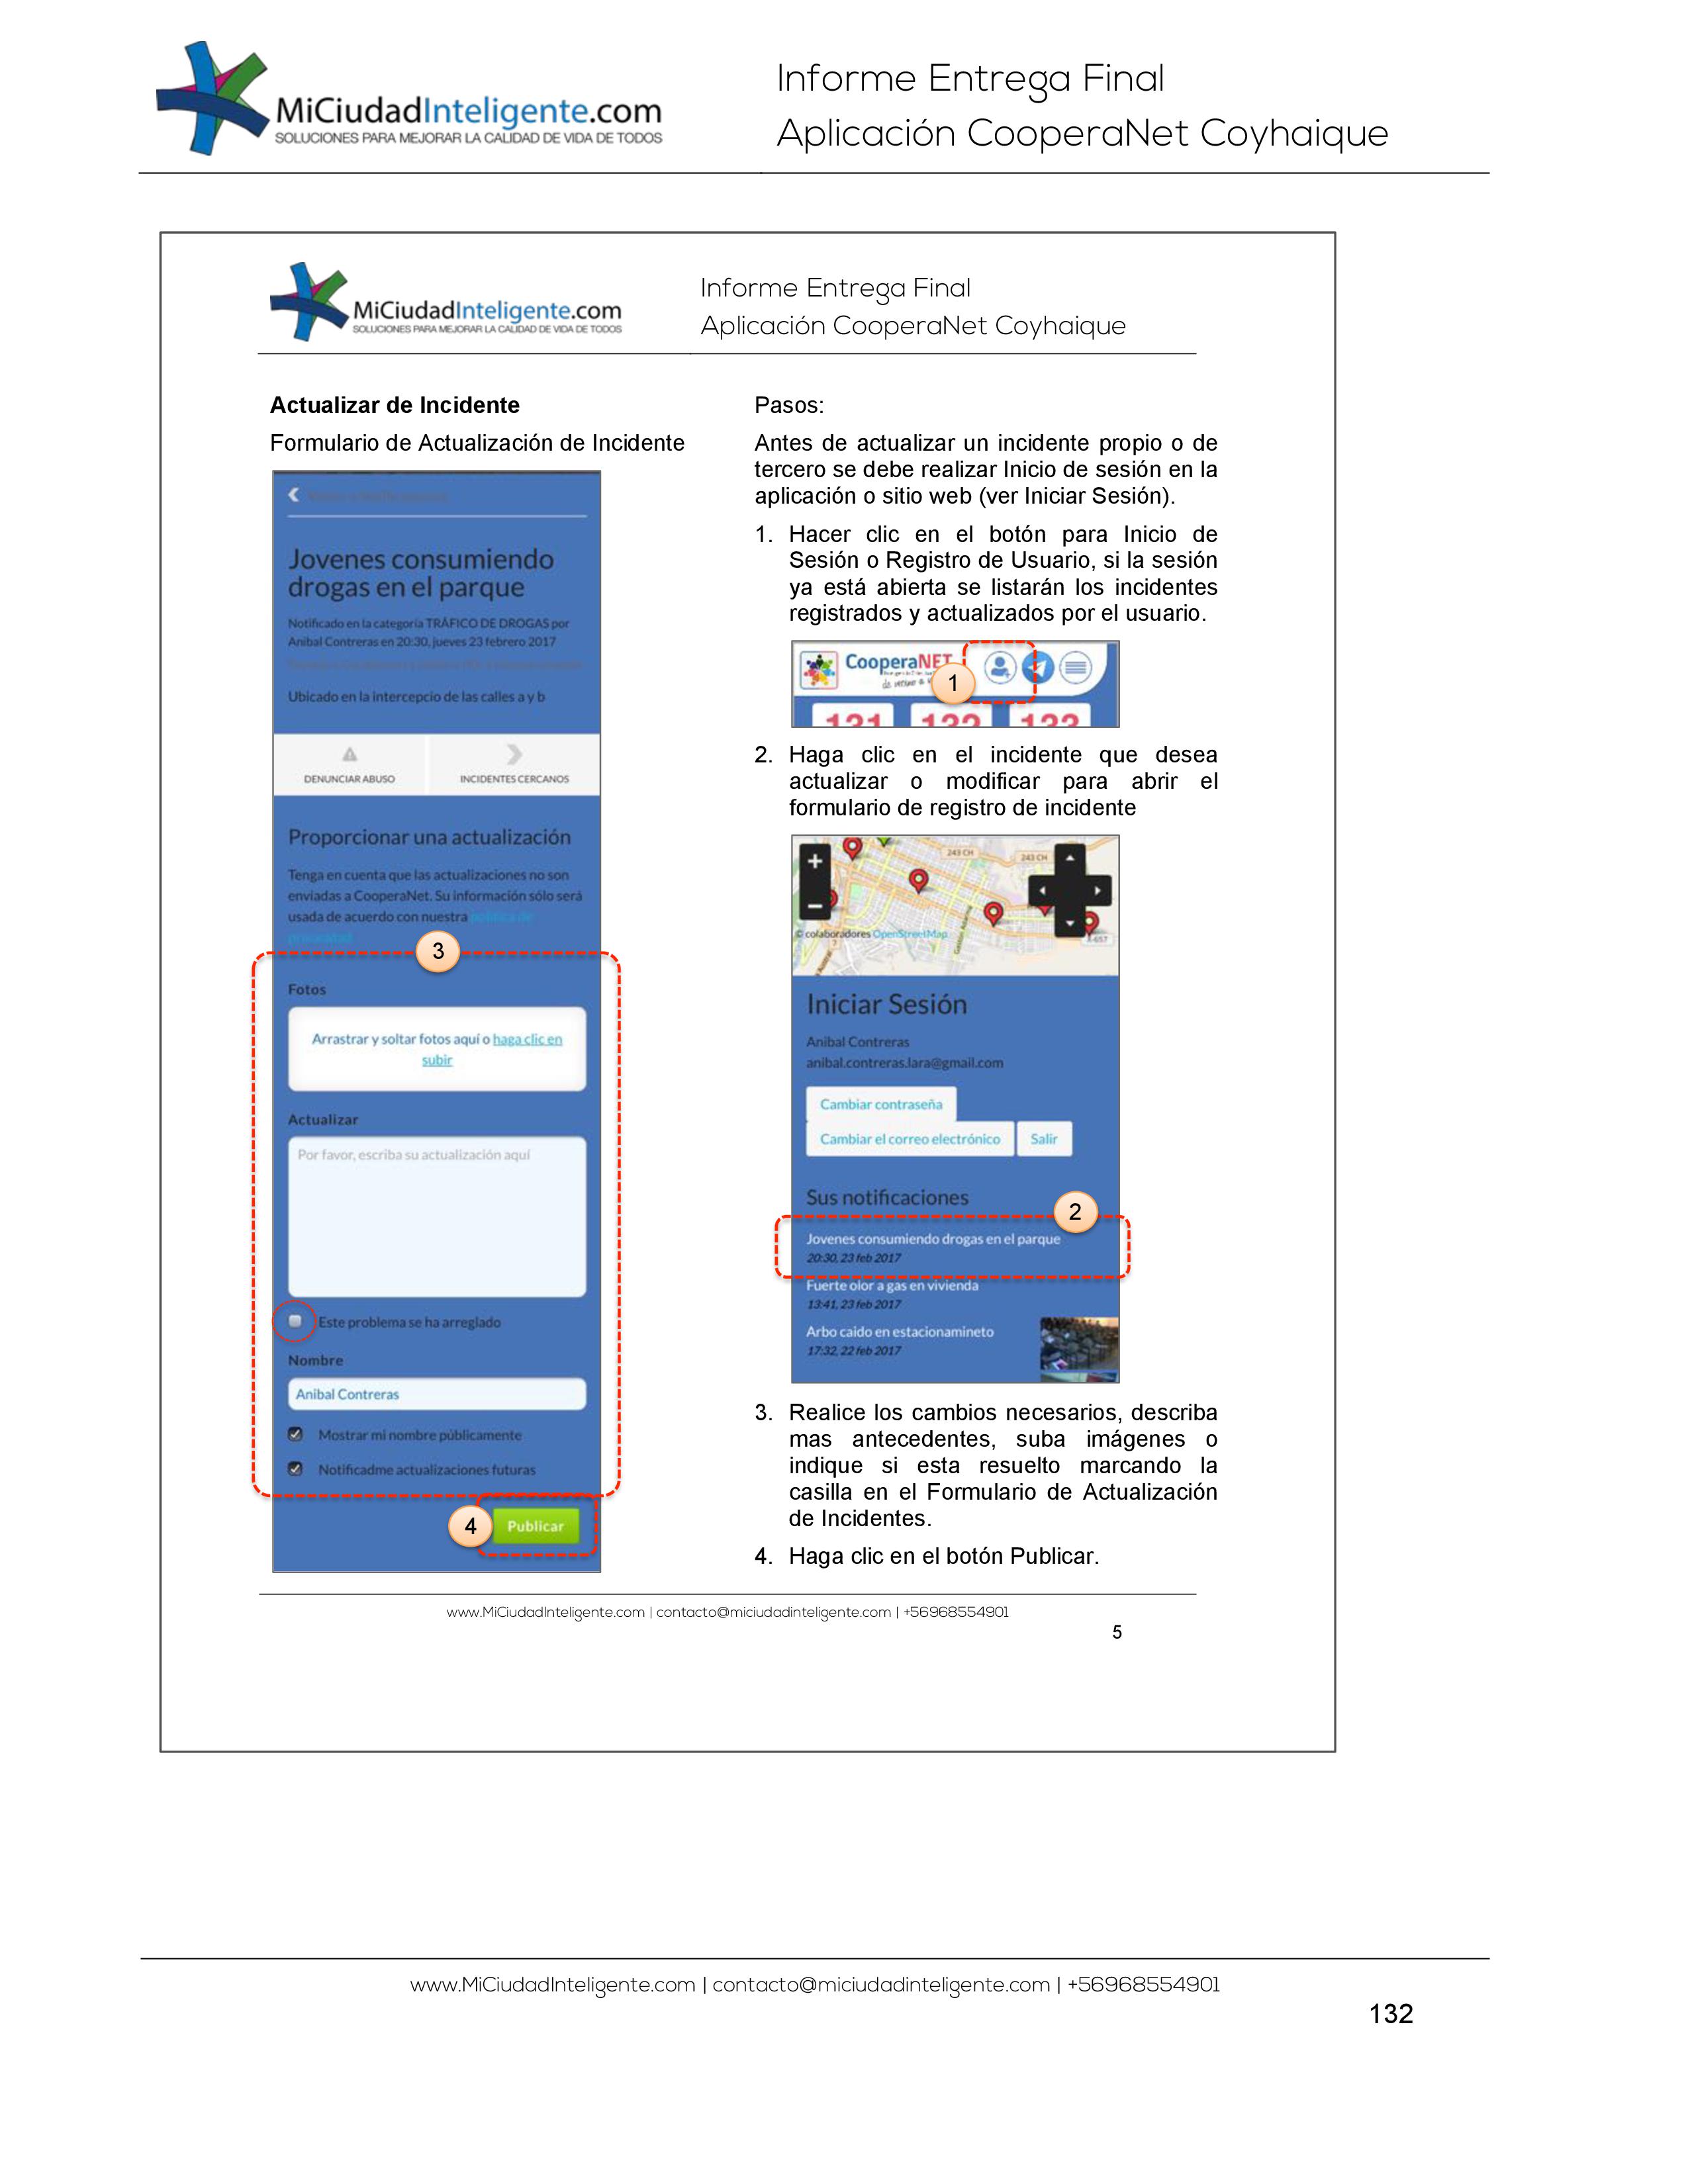 MiCiudadInteligente.com
SOLUCIONES PARA MEJORAR LA CALIDAD DE VIDA DE TODOS
Informe Entrega Final
Aplicación CooperaNet Coyhaique
MiCiudadInteligente.com
SOLUCIONES PARA MEJORAR LA CALIDAD DE VIDA DE TODOS
Informe Entrega Final
Aplicación CooperaNet Coyhaique
Actualizar de Incidente
Formulario de Actualización de Incidente
Jovenes consumiendo
drogas en el parque
Notificado en la categoría TRÁFICO DE DROGAS por
Anibal Contreras en 20:30, jueves 23 febrero 2017
Ubicado en la intercepcio de las calles a y b
DENUNCIAR ABUSO
INCIDENTES CERCANOS
Proporcionar una actualización
Tenga en cuenta que las actualizaciones no son
enviadas a CooperaNet. Su información sólo será
usada de acuerdo con nuestra política de
privacidad
3
Fotos
Arrastrar y soltar fotos aquí o haga clic en
subir
Actualizar
Por favor, escriba su actualización aquí
Este problema se ha arreglado
Nombre
Anibal Contreras
Mostrar mi nombre públicamente
Notificadme actualizaciones futuras
4
Publicar
Pasos:
Antes de actualizar un incidente propio o de
tercero se debe realizar Inicio de sesión en la
aplicación o sitio web (ver Iniciar Sesión).
1. Hacer clic en el botón para Inicio de
Sesión o Registro de Usuario, si la sesión
ya está abierta se listarán los incidentes
registrados y actualizados por el usuario.
CooperaNET
de vecino a
1
131 132 133
2. Haga clic en el incidente que desea
actualizar o modificar para abrir el
formulario de registro de incidente
243 CH
243 CH
© colaboradores OpenStreetMap
X-657
Iniciar Sesión
Anibal Contreras
anibal.contreras.lara@gmail.com
Cambiar contraseña
Cambiar el correo electrónico
Salir
Sus notificaciones
2
Jovenes consumiendo drogas en el parque
20:30, 23 feb 2017
Fuerte olor a gas en vivienda
13:41, 23 feb 2017
Arbo caido en estacionamineto
17:32, 22 feb 2017
3. Realice los cambios necesarios, describa
mas antecedentes, suba imágenes o
indique si esta resuelto marcando la
casilla en el Formulario de Actualización
de Incidentes.
4. Haga clic en el botón Publicar.
www.MiCiudadInteligente.com | contacto@miciudadinteligente.com | +56968554901
5
www.MiCiudadInteligente.com | contacto@miciudadinteligente.com | +56968554901
132